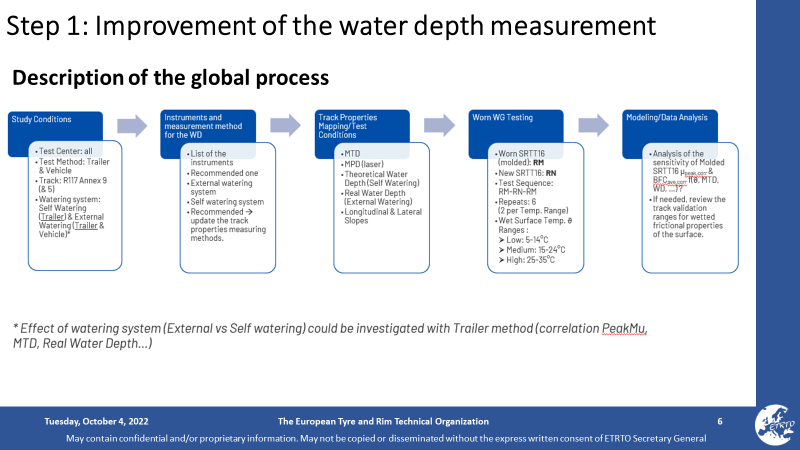 Step 1: Improvement of the water depth measurement
Description of the global process
Study Conditions
• Test Center: all
• Test Method: Trailer
& Vehicle
• Track: R117 Annex 9
(& 5)
• Watering system:
Self Watering
(Trailer) & External
Watering (Trailer &
Vehicle)*
Instruments and
measurement method
for the WD
• List of the
instruments
• Recommended one
• External watering
system
• Self watering system
• Recommended →
update the track
properties measuring
methods.
Track Properties
Mapping/Test
Conditions
• MTD
• MPD (laser)
• Theoretical Water
Depth (Self Watering)
• Real Water Depth
(External Watering)
• Longitudinal & Lateral
Slopes
Worn WG Testing
• Worn SRTT16
(molded): RM
• New SRTT16: RN
• Test Sequence:
RM-RN-RM
• Repeats: 6
(2 per Temp. Range)
• Wet Surface Temp. θ
Ranges :
➢ Low: 5-14°C
➢ Medium: 15-24°C
➢ High: 25-35°C
Modeling/Data Analysis
• Analysis of the
sensitivity of Molded
SRTT16 μpeak,corr &
BFCave,corr f(θ, MTD,
WD, ...)??
• If needed, review the
track validation
ranges for wetted
frictional properties
of the surface.
* Effect of watering system (External vs Self watering) could be investigated with Trailer method (correlation PeakMu,
MTD, Real Water Depth...)
Tuesday, October 4, 2022
The European Tyre and Rim Technical Organization
6
May contain confidential and/or proprietary information. May not be copied or disseminated without the express written consent of ETRTO Secretary General
ETRTO